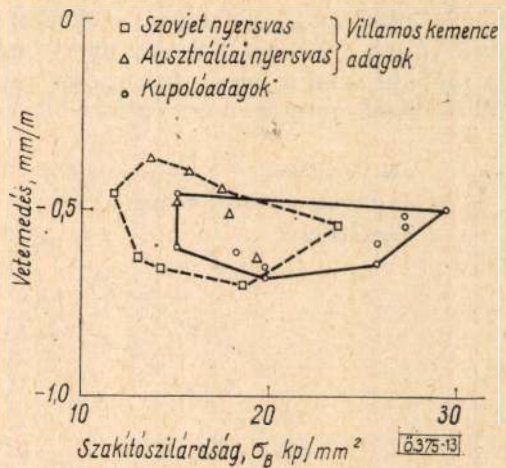 0
□ Szovjet nyersvas
△ Ausztráliai nyersvas
Villamos kemence
adagok
○ Kupolóadagok
Vetemedés, mm/m
-0,5
-1,0
10
20
30
Szakítószilárdság, σB kp/mm²
Ö.375-13